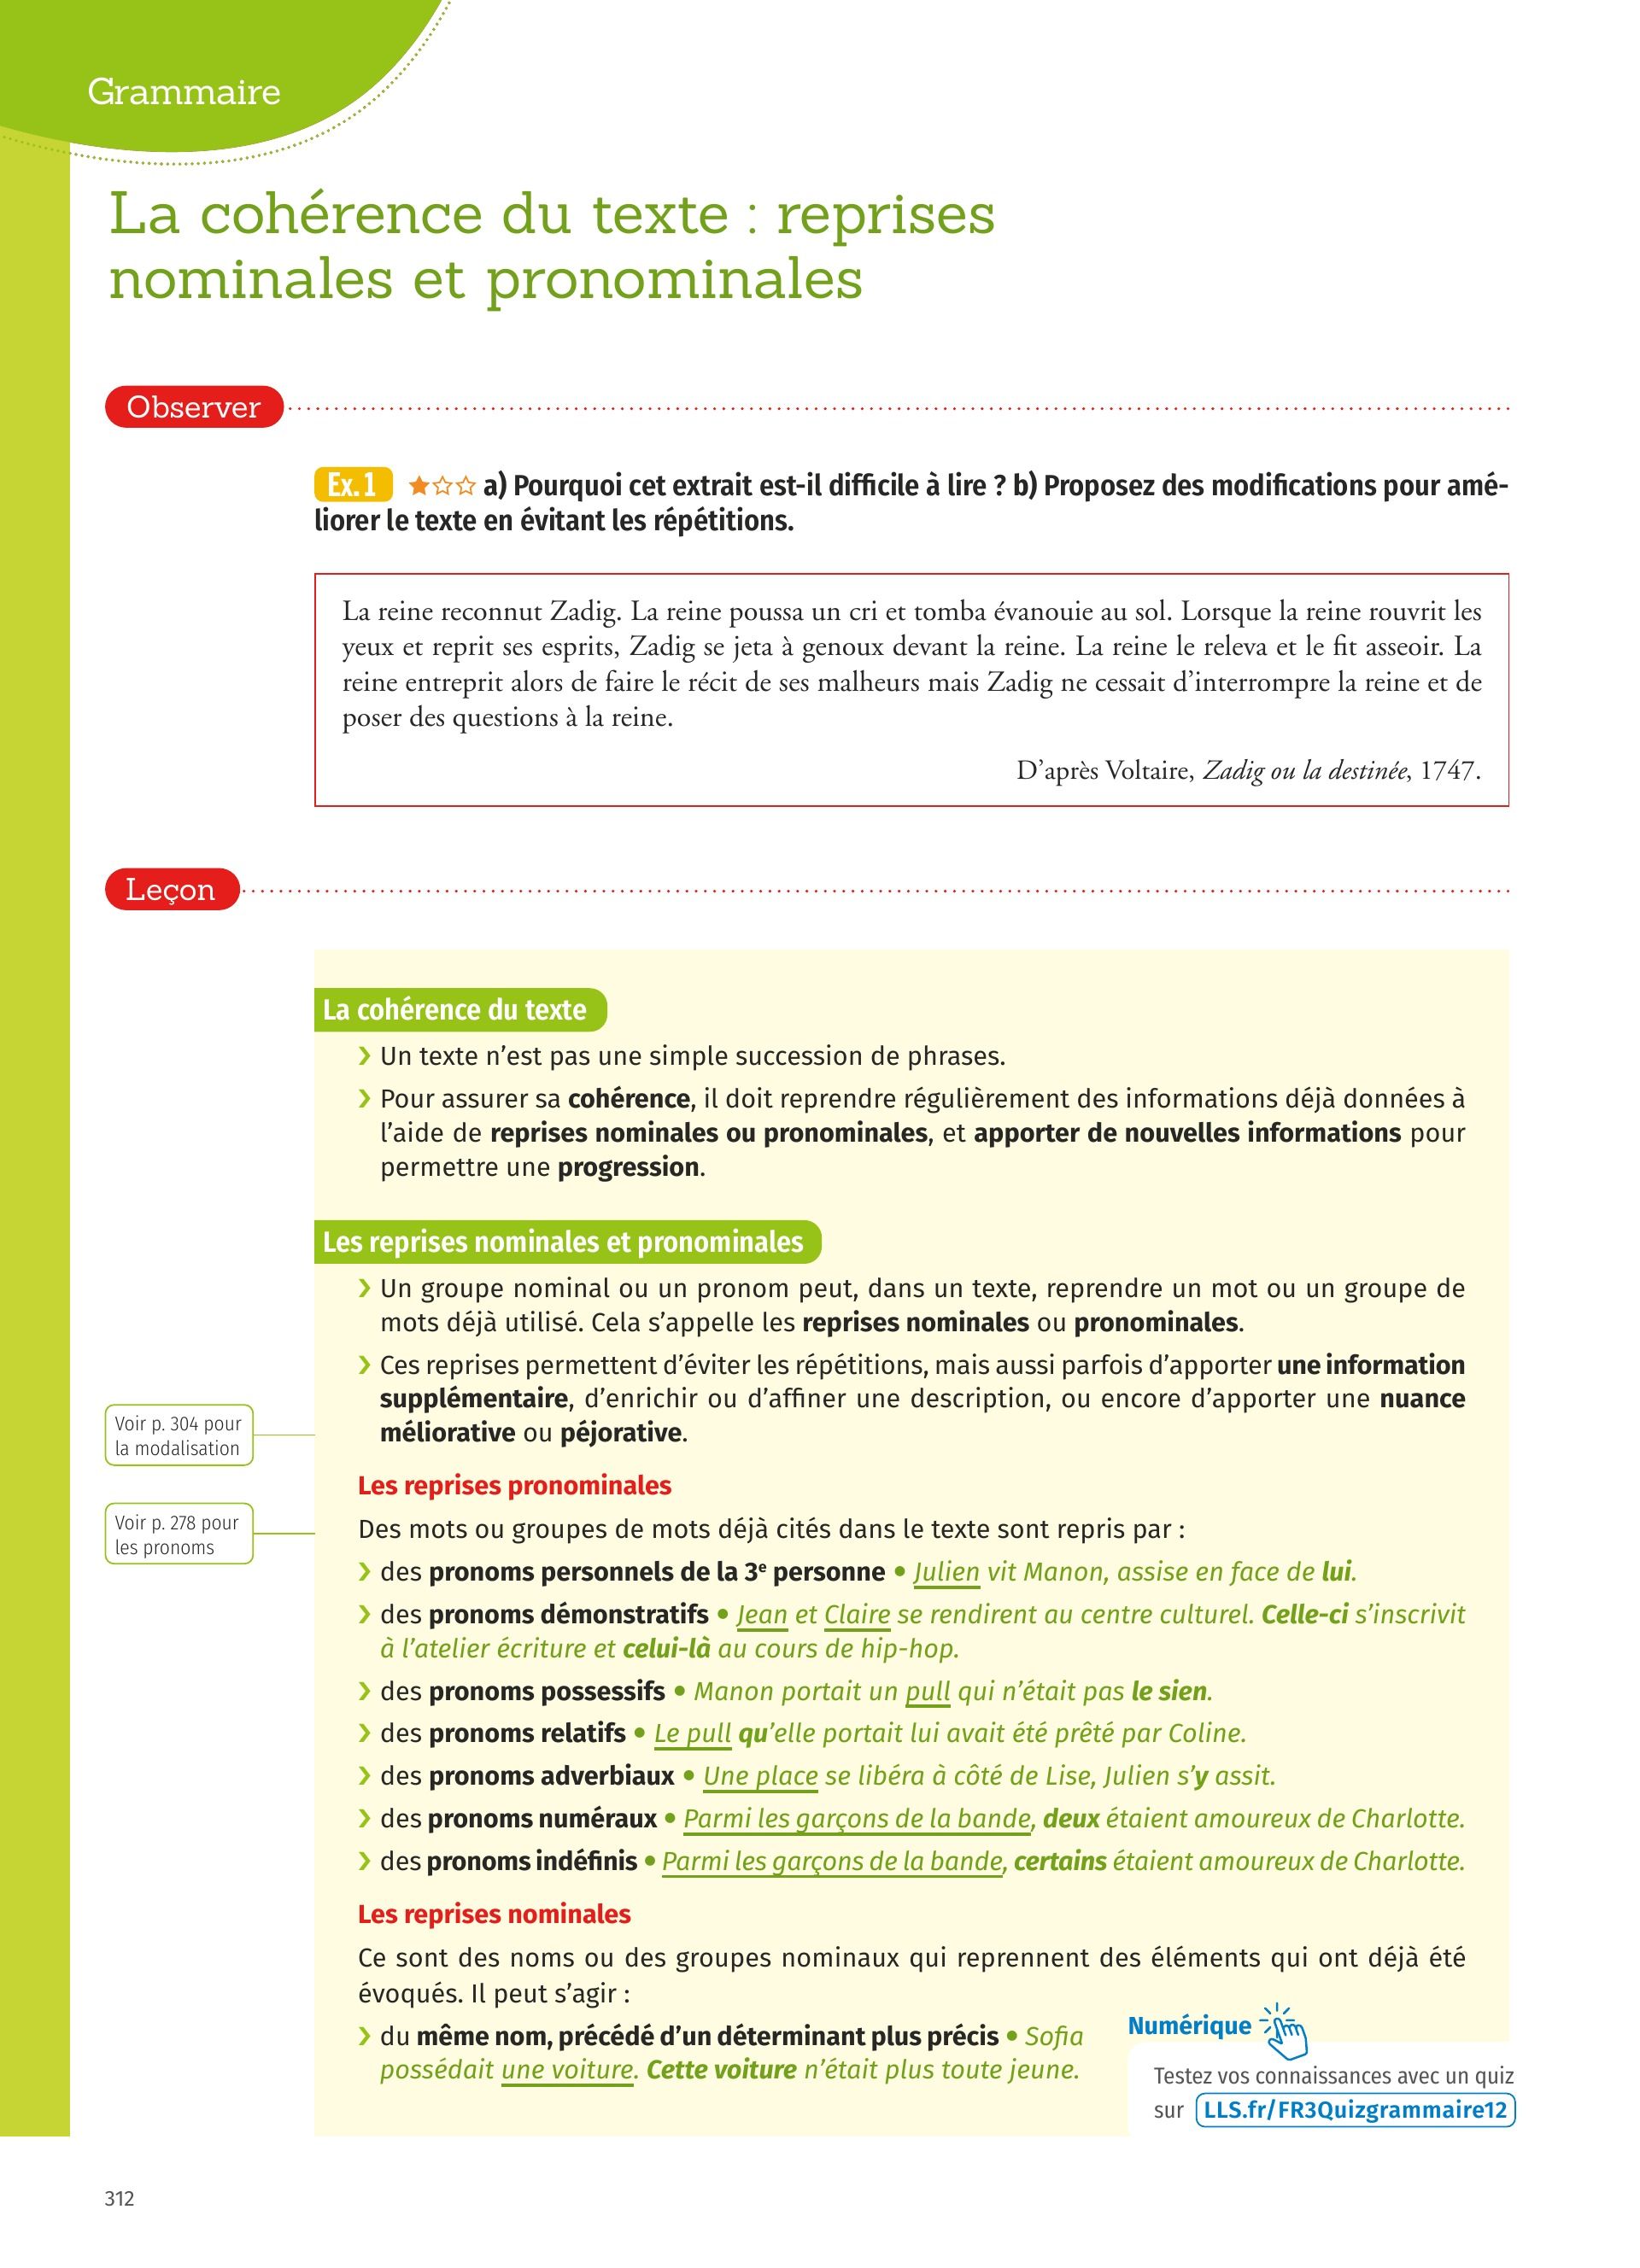 Grammaire
La cohérence du texte : reprises
nominales et pronominales
Observer
Ex. 1 ★☆☆ a) Pourquoi cet extrait est-il difficile à lire ? b) Proposez des modifications pour amé-
liorer le texte en évitant les répétitions.
La reine reconnut Zadig. La reine poussa un cri et tomba évanouie au sol. Lorsque la reine rouvrit les
yeux et reprit ses esprits, Zadig se jeta à genoux devant la reine. La reine le releva et le fit asseoir. La
reine entreprit alors de faire le récit de ses malheurs mais Zadig ne cessait d’interrompre la reine et de
poser des questions à la reine.
D’après Voltaire, Zadig ou la destinée, 1747.
Leçon
La cohérence du texte
› Un texte n’est pas une simple succession de phrases.
› Pour assurer sa cohérence, il doit reprendre régulièrement des informations déjà données à
l’aide de reprises nominales ou pronominales, et apporter de nouvelles informations pour
permettre une progression.
Les reprises nominales et pronominales
› Un groupe nominal ou un pronom peut, dans un texte, reprendre un mot ou un groupe de
mots déjà utilisé. Cela s’appelle les reprises nominales ou pronominales.
› Ces reprises permettent d’éviter les répétitions, mais aussi parfois d’apporter une information
supplémentaire, d’enrichir ou d’affiner une description, ou encore d’apporter une nuance
méliorative ou péjorative.
Voir p. 304 pour
la modalisation
Les reprises pronominales
Voir p. 278 pour
les pronoms
Des mots ou groupes de mots déjà cités dans le texte sont repris par :
› des pronoms personnels de la 3e personne • Julien vit Manon, assise en face de lui.
› des pronoms démonstratifs • Jean et Claire se rendirent au centre culturel. Celle-ci s’inscrivit
à l’atelier écriture et celui-là au cours de hip-hop.
› des pronoms possessifs • Manon portait un pull qui n’était pas le sien.
› des pronoms relatifs • Le pull qu’elle portait lui avait été prêté par Coline.
› des pronoms adverbiaux • Une place se libéra à côté de Lise, Julien s’y assit.
› des pronoms numéraux • Parmi les garçons de la bande, deux étaient amoureux de Charlotte.
› des pronoms indéfinis • Parmi les garçons de la bande, certains étaient amoureux de Charlotte.
Les reprises nominales
Ce sont des noms ou des groupes nominaux qui reprennent des éléments qui ont déjà été
évoqués. Il peut s’agir :
› du même nom, précédé d’un déterminant plus précis • Sofia
possédait une voiture. Cette voiture n’était plus toute jeune.
Numérique
Testez vos connaissances avec un quiz
sur LLS.fr/FR3Quizgrammaire12
312